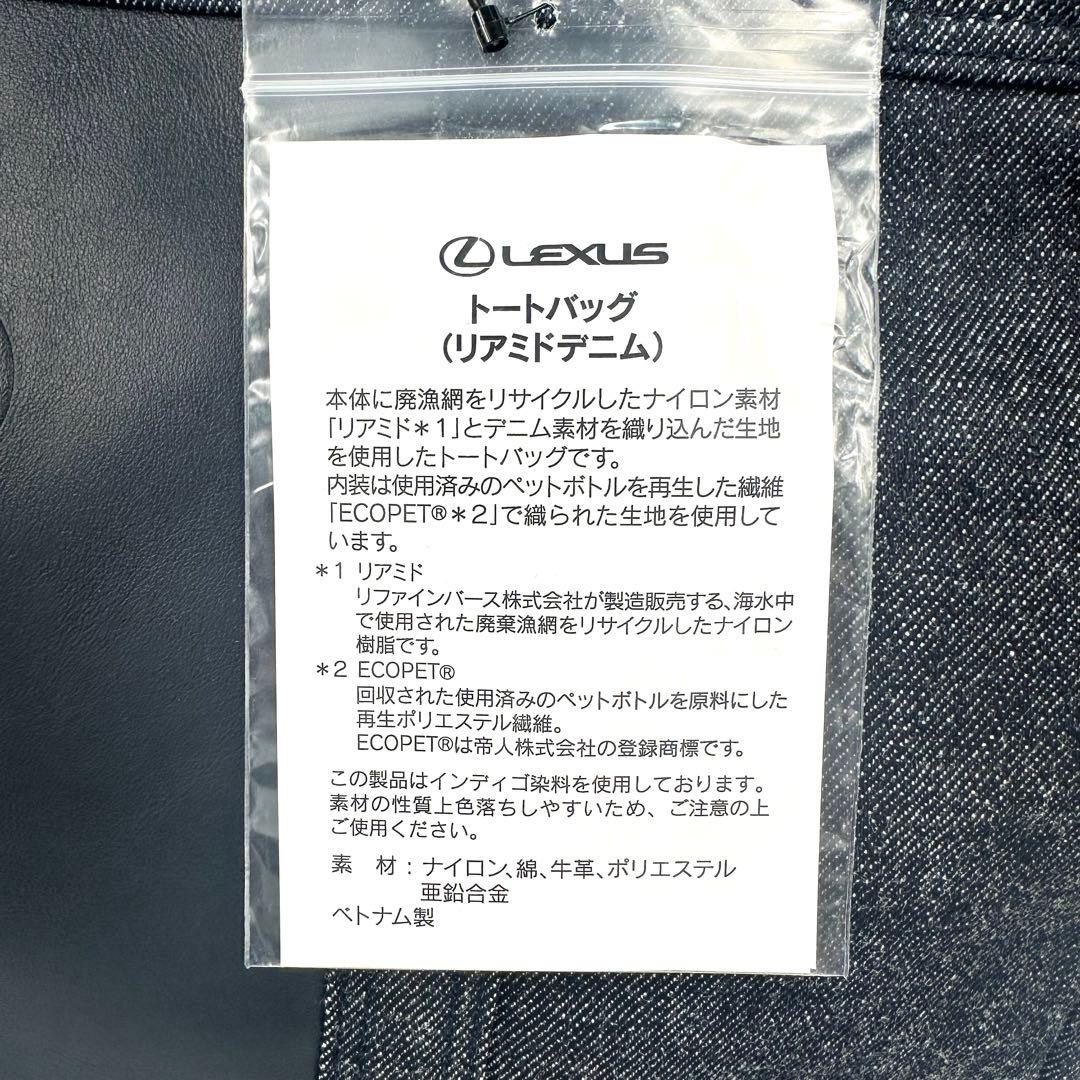 LEXUS
トートバッグ
(リアミドデニム)
本体に廃漁網をリサイクルしたナイロン素材
「リアミド＊1」とデニム素材を織り込んだ生地
を使用したトートバッグです。
内装は使用済みのペットボトルを再生した繊維
「ECOPET®＊2」で織られた生地を使用して
います。
＊1 リアミド
リファインバース株式会社が製造販売する、海水中
で使用された廃棄漁網をリサイクルしたナイロン
樹脂です。
＊2 ECOPET®
回収された使用済みのペットボトルを原料にした
再生ポリエステル繊維。
ECOPET®は帝人株式会社の登録商標です。
この製品はインディゴ染料を使用しております。
素材の性質上色落ちしやすいため、ご注意の上
ご使用ください。
素　材：ナイロン、綿、牛革、ポリエステル
亜鉛合金
ベトナム製